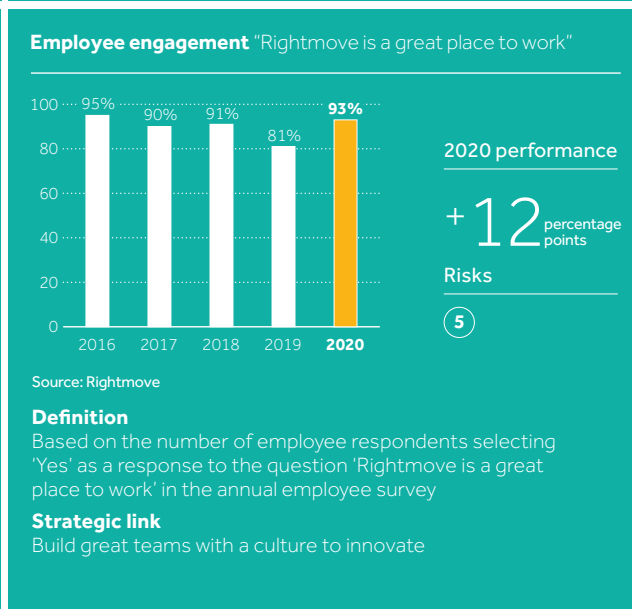 Employee engagement “Rightmove is a great place to work”
100
80
60
40
20
0
95%
90%
91%
81%
93%
2016 2017 2018 2019 2020
2020 performance
+12 percentage
points
Risks
5
Source: Rightmove
Definition
Based on the number of employee respondents selecting
‘Yes’ as a response to the question ‘Rightmove is a great
place to work’ in the annual employee survey
Strategic link
Build great teams with a culture to innovate